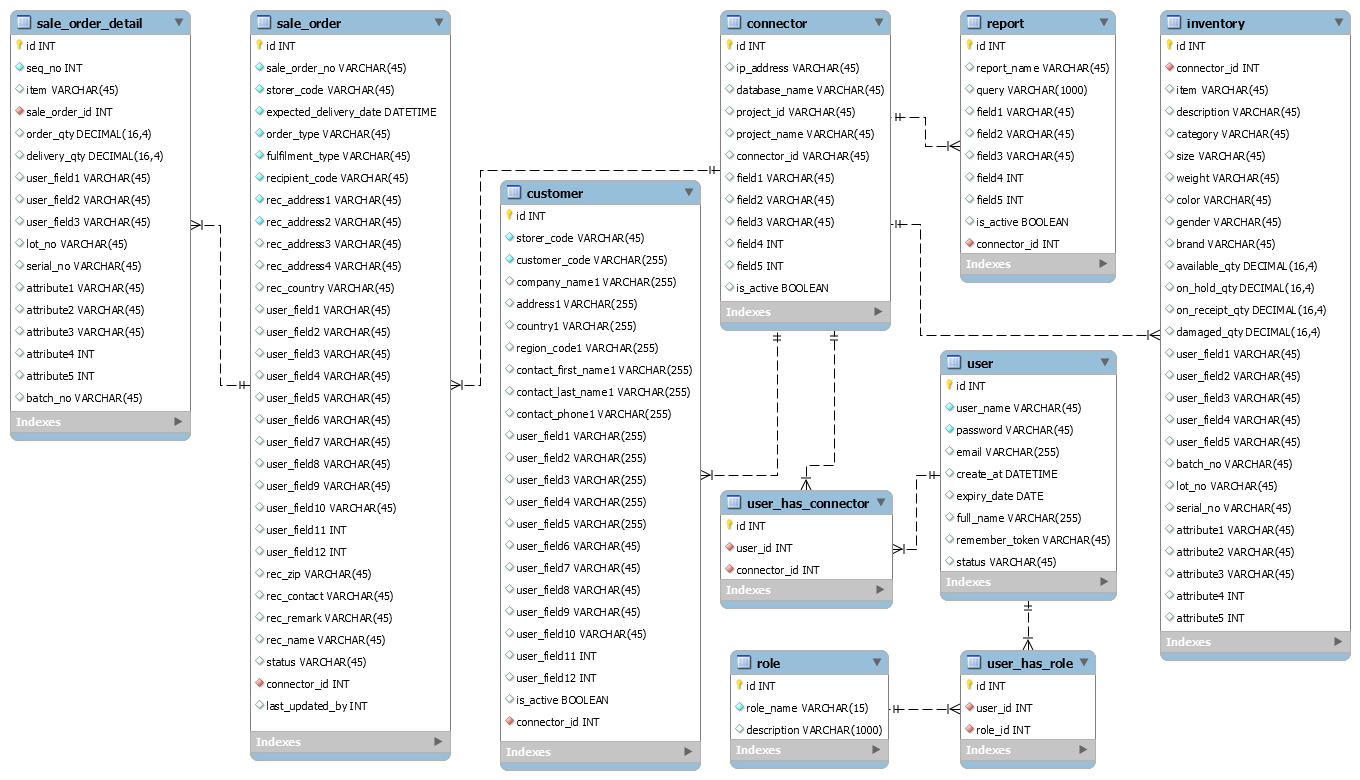 sale_order_detail
id INT
seq_no INT
item VARCHAR(45)
sale_order_id INT
order_qty DECIMAL(16,4)
delivery_qty DECIMAL(16,4)
user_field1 VARCHAR(45)
user_field2 VARCHAR(45)
user_field3 VARCHAR(45)
lot_no VARCHAR(45)
serial_no VARCHAR(45)
attribute1 VARCHAR(45)
attribute2 VARCHAR(45)
attribute3 VARCHAR(45)
attribute4 INT
attribute5 INT
batch_no VARCHAR(45)
Indexes
sale_order
id INT
sale_order_no VARCHAR(45)
storer_code VARCHAR(45)
expected_delivery_date DATETIME
order_type VARCHAR(45)
fulfilment_type VARCHAR(45)
recipient_code VARCHAR(45)
rec_address1 VARCHAR(45)
rec_address2 VARCHAR(45)
rec_address3 VARCHAR(45)
rec_address4 VARCHAR(45)
rec_country VARCHAR(45)
user_field1 VARCHAR(45)
user_field2 VARCHAR(45)
user_field3 VARCHAR(45)
user_field4 VARCHAR(45)
user_field5 VARCHAR(45)
user_field6 VARCHAR(45)
user_field7 VARCHAR(45)
user_field8 VARCHAR(45)
user_field9 VARCHAR(45)
user_field10 VARCHAR(45)
user_field11 INT
user_field12 INT
rec_zip VARCHAR(45)
rec_contact VARCHAR(45)
rec_remark VARCHAR(45)
rec_name VARCHAR(45)
status VARCHAR(45)
connector_id INT
last_updated_by INT
Indexes
customer
id INT
storer_code VARCHAR(45)
customer_code VARCHAR(255)
company_name1 VARCHAR(255)
address1 VARCHAR(255)
country1 VARCHAR(255)
region_code1 VARCHAR(255)
contact_first_name1 VARCHAR(255)
contact_last_name1 VARCHAR(255)
contact_phone1 VARCHAR(255)
user_field1 VARCHAR(255)
user_field2 VARCHAR(255)
user_field3 VARCHAR(255)
user_field4 VARCHAR(255)
user_field5 VARCHAR(255)
user_field6 VARCHAR(45)
user_field7 VARCHAR(45)
user_field8 VARCHAR(45)
user_field9 VARCHAR(45)
user_field10 VARCHAR(45)
user_field11 INT
user_field12 INT
is_active BOOLEAN
connector_id INT
Indexes
connector
id INT
ip_address VARCHAR(45)
database_name VARCHAR(45)
project_id VARCHAR(45)
project_name VARCHAR(45)
connector_id VARCHAR(45)
field1 VARCHAR(45)
field2 VARCHAR(45)
field3 VARCHAR(45)
field4 INT
field5 INT
is_active BOOLEAN
Indexes
user_has_connector
id INT
user_id INT
connector_id INT
Indexes
role
id INT
role_name VARCHAR(15)
description VARCHAR(1000)
Indexes
report
id INT
report_name VARCHAR(45)
query VARCHAR(1000)
field1 VARCHAR(45)
field2 VARCHAR(45)
field3 VARCHAR(45)
field4 INT
field5 INT
is_active BOOLEAN
connector_id INT
Indexes
user
id INT
user_name VARCHAR(45)
password VARCHAR(45)
email VARCHAR(255)
create_at DATETIME
expiry_date DATE
full_name VARCHAR(255)
remember_token VARCHAR(45)
status VARCHAR(45)
Indexes
user_has_role
id INT
user_id INT
role_id INT
Indexes
inventory
id INT
connector_id INT
item VARCHAR(45)
description VARCHAR(45)
category VARCHAR(45)
size VARCHAR(45)
weight VARCHAR(45)
color VARCHAR(45)
gender VARCHAR(45)
brand VARCHAR(45)
available_qty DECIMAL(16,4)
on_hold_qty DECIMAL(16,4)
on_receipt_qty DECIMAL(16,4)
damaged_qty DECIMAL(16,4)
user_field1 VARCHAR(45)
user_field2 VARCHAR(45)
user_field3 VARCHAR(45)
user_field4 VARCHAR(45)
user_field5 VARCHAR(45)
batch_no VARCHAR(45)
lot_no VARCHAR(45)
serial_no VARCHAR(45)
attribute1 VARCHAR(45)
attribute2 VARCHAR(45)
attribute3 VARCHAR(45)
attribute4 INT
attribute5 INT
Indexes